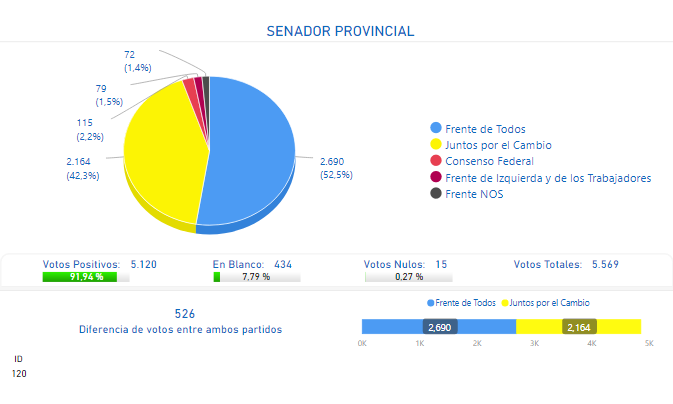 SENADOR PROVINCIAL
72
(1,4%)
79
(1,5%)
115
(2,2%)
2.164
(42,3%)
2.690
(52,5%)
Frente de Todos
Juntos por el Cambio
Consenso Federal
Frente de Izquierda y de los Trabajadores
Frente NOS
Votos Positivos: 5.120
91,94 %
En Blanco: 434
7,79 %
Votos Nulos: 15
0,27 %
Votos Totales: 5.569
526
Diferencia de votos entre ambos partidos
Frente de Todos Juntos por el Cambio
2,690 2,164
0K 1K 2K 3K 4K 5K
ID
120